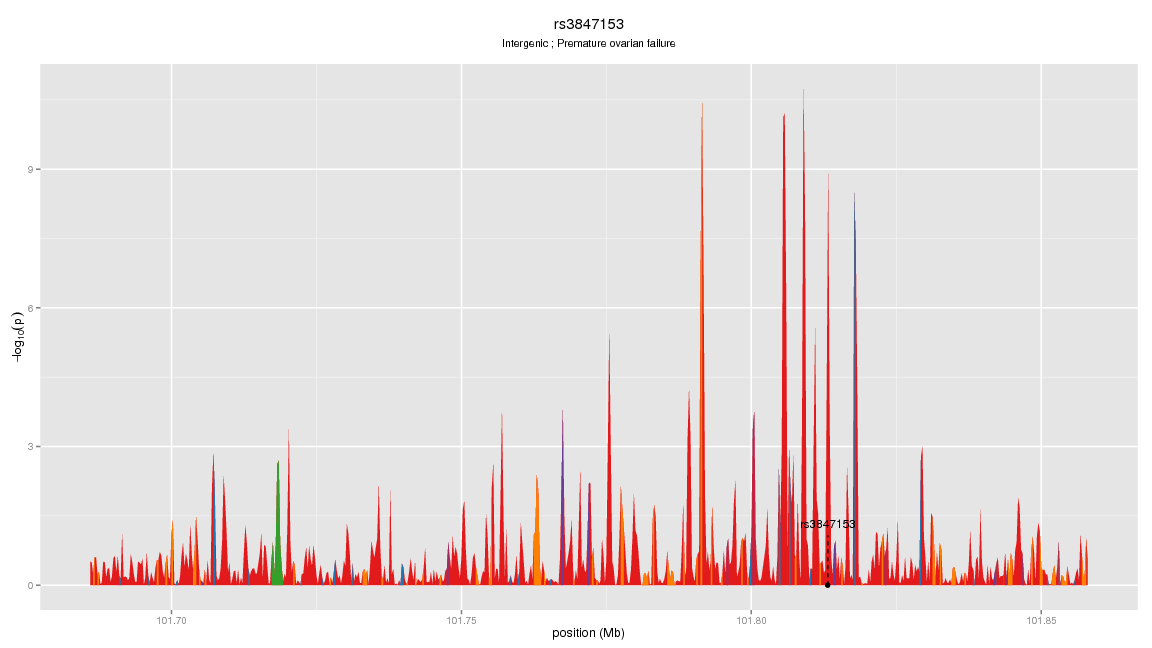 rs3847153
Intergenic ; Premature ovarian failure
−log10(p)
9
6
3
0
rs3847153
101.70
101.75
101.80
101.85
position (Mb)